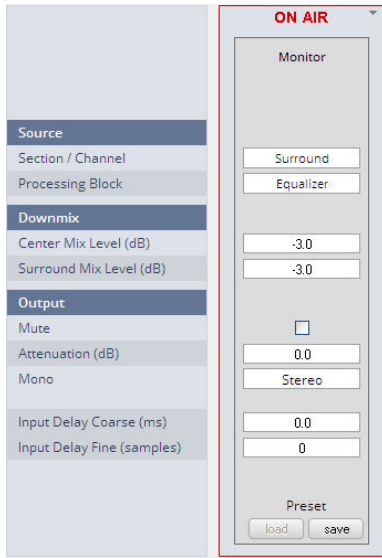 ON AIR
Monitor
Source
Section / Channel Surround
Processing Block Equalizer
Downmix
Center Mix Level (dB) -3.0
Surround Mix Level (dB) -3.0
Output
Mute
Attenuation (dB) 0.0
Mono Stereo
Input Delay Coarse (ms) 0.0
Input Delay Fine (samples) 0
Preset
load save